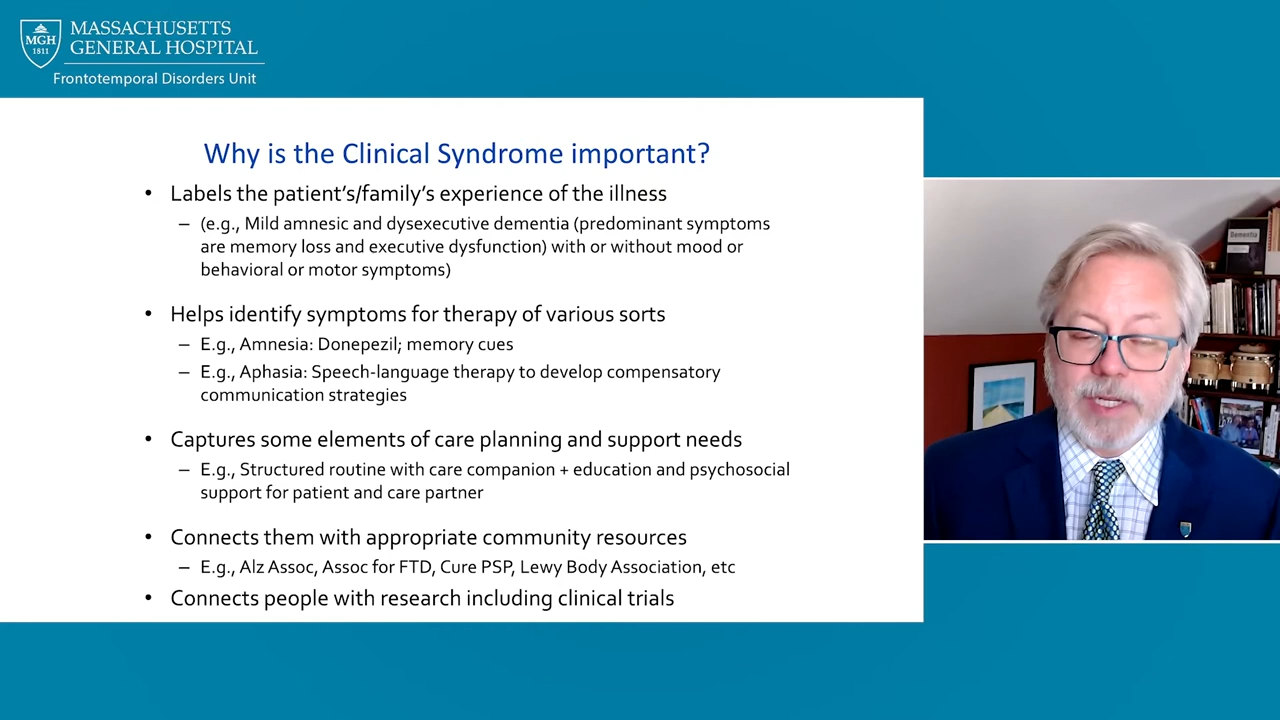 MASSACHUSETTS
GENERAL HOSPITAL
MGH
1811
Frontotemporal Disorders Unit
Why is the Clinical Syndrome important?
• Labels the patient's/family's experience of the illness
– (e.g., Mild amnesic and dysexecutive dementia (predominant symptoms
are memory loss and executive dysfunction) with or without mood or
behavioral or motor symptoms)
• Helps identify symptoms for therapy of various sorts
– E.g., Amnesia: Donepezil; memory cues
– E.g., Aphasia: Speech-language therapy to develop compensatory
communication strategies
• Captures some elements of care planning and support needs
– E.g., Structured routine with care companion + education and psychosocial
support for patient and care partner
• Connects them with appropriate community resources
– E.g., Alz Assoc, Assoc for FTD, Cure PSP, Lewy Body Association, etc
• Connects people with research including clinical trials
Dementia